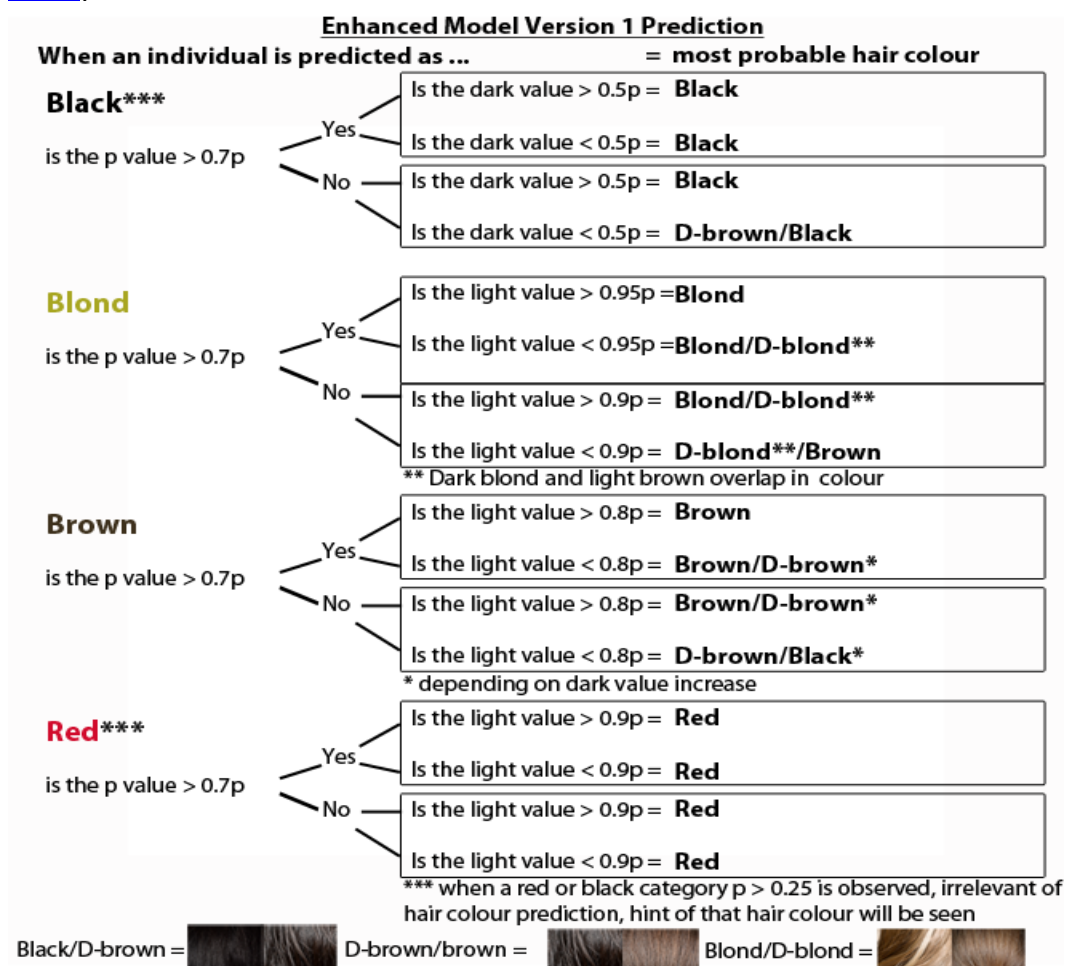 Enhanced Model Version 1 Prediction
When an individual is predicted as ... = most probable hair colour
Black***
is the p value > 0.7p
Yes
Is the dark value > 0.5p = Black
Is the dark value < 0.5p = Black
No
Is the dark value > 0.5p = Black
Is the dark value < 0.5p = D-brown/Black
Blond
is the p value > 0.7p
Yes
Is the light value > 0.95p =Blond
Is the light value < 0.95p =Blond/D-blond**
No
Is the light value > 0.9p = Blond/D-blond**
Is the light value < 0.9p = D-blond**/Brown
** Dark blond and light brown overlap in colour
Brown
is the p value > 0.7p
Yes
Is the light value > 0.8p = Brown
Is the light value < 0.8p = Brown/D-brown*
No
Is the light value > 0.8p = Brown/D-brown*
Is the light value < 0.8p = D-brown/Black*
* depending on dark value increase
Red***
is the p value > 0.7p
Yes
Is the light value > 0.9p = Red
Is the light value < 0.9p = Red
No
Is the light value > 0.9p = Red
Is the light value < 0.9p = Red
*** when a red or black category p > 0.25 is observed, irrelevant of
hair colour prediction, hint of that hair colour will be seen
Black/D-brown = D-brown/brown = Blond/D-blond =